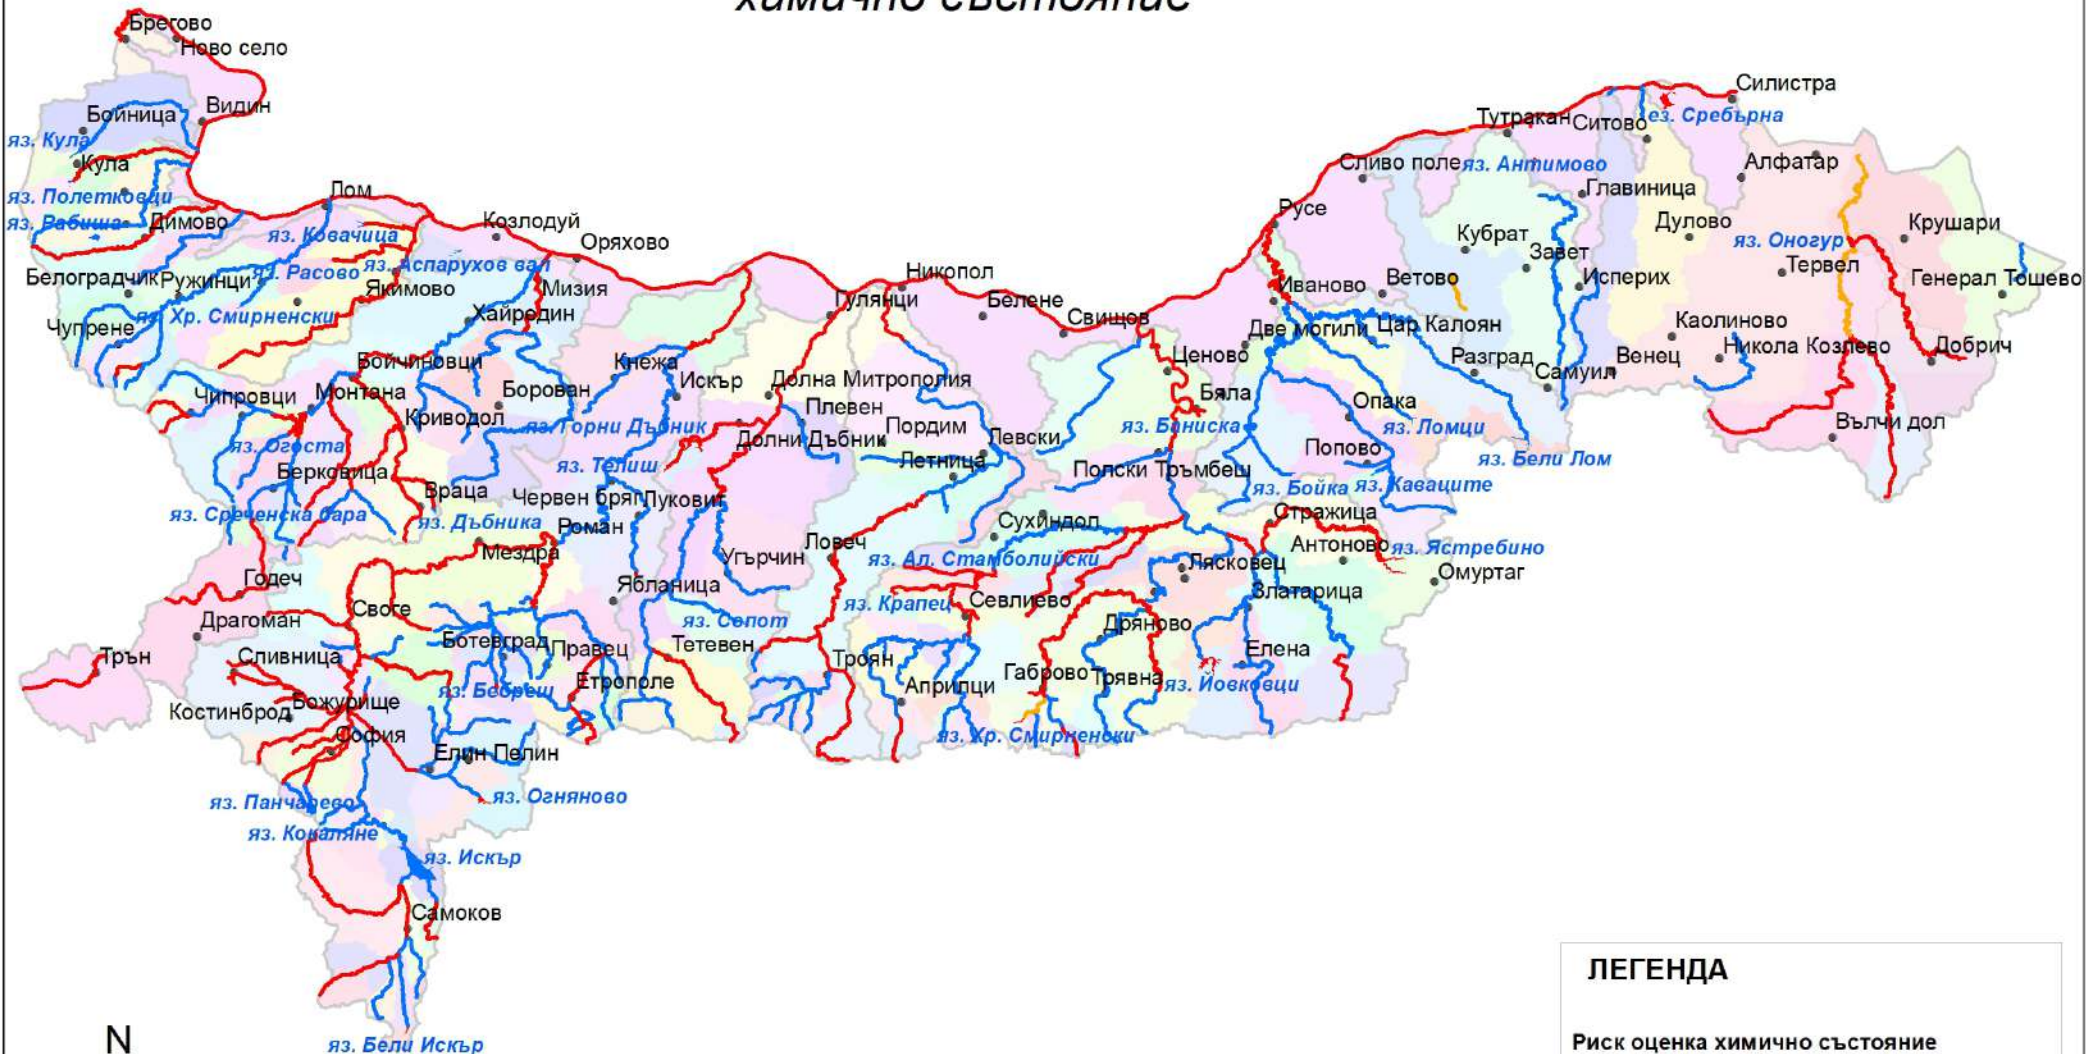 химично състояние
Брегово
Ново село
Силистра
Видин
Бойница
Тутракан
Ситово
ез. Сребърна
яз. Кула
Кула
Сливо поле
яз. Антимово
Алфатар
Главиница
яз. Полетковци
Лом
яз. Рабиша
Димово
яз. Ковачица
Козлодуй
Оряхово
Русе
Кубрат
Завет
Дулово
яз. Оногур
Крушари
Тервел
Белоградчик
Ружинци
яз. Расово
яз. Аспарухов вал
Якимово
Мизия
Никопол
Гулянци
Белене
Иваново
Ветово
Исперих
Генерал Тошево
Чупрене
яз. Хр. Смирненски
Хайредин
Свищов
Две могили
Цар Калоян
Каолиново
Никола Козлево
Добрич
Бойчиновци
Кнежа
Искър
Долна Митрополия
Ценово
Разград
Самуил
Венец
Чипровци
Монтана
Борован
Плевен
Бяла
Опака
Криводол
яз. Горни Дъбник
Долни Дъбник
Пордим
Левски
яз. Баниска
яз. Ломци
Вълчи дол
яз. Огоста
Берковица
яз. Телиш
Летница
Полски Тръмбеш
Попово
яз. Бели Лом
Враца
Червен бряг
Луковит
яз. Бойка
яз. Каваците
яз. Среченска бара
яз. Дъбника
Роман
Сухиндол
Стражица
Мездра
Угърчин
Ловеч
яз. Ал. Стамболийски
Антоново
яз. Ястребино
Лясковец
Омуртаг
Годеч
Ябланица
Златарица
Своге
яз. Крапец
Севлиево
Драгоман
яз. Сопот
Дряново
Ботевград
Правец
Тетевен
Трън
Сливница
Троян
Елена
Габрово
Трявна
яз. Йовковци
яз. Бебреш
Етрополе
Априлци
Костинброд
Божурище
София
яз. Хр. Смирненски
Елин Пелин
яз. Панчарево
яз. Огняново
яз. Кокаляне
яз. Искър
Самоков
N
яз. Бели Искър
ЛЕГЕНДА
Риск оценка химично състояние